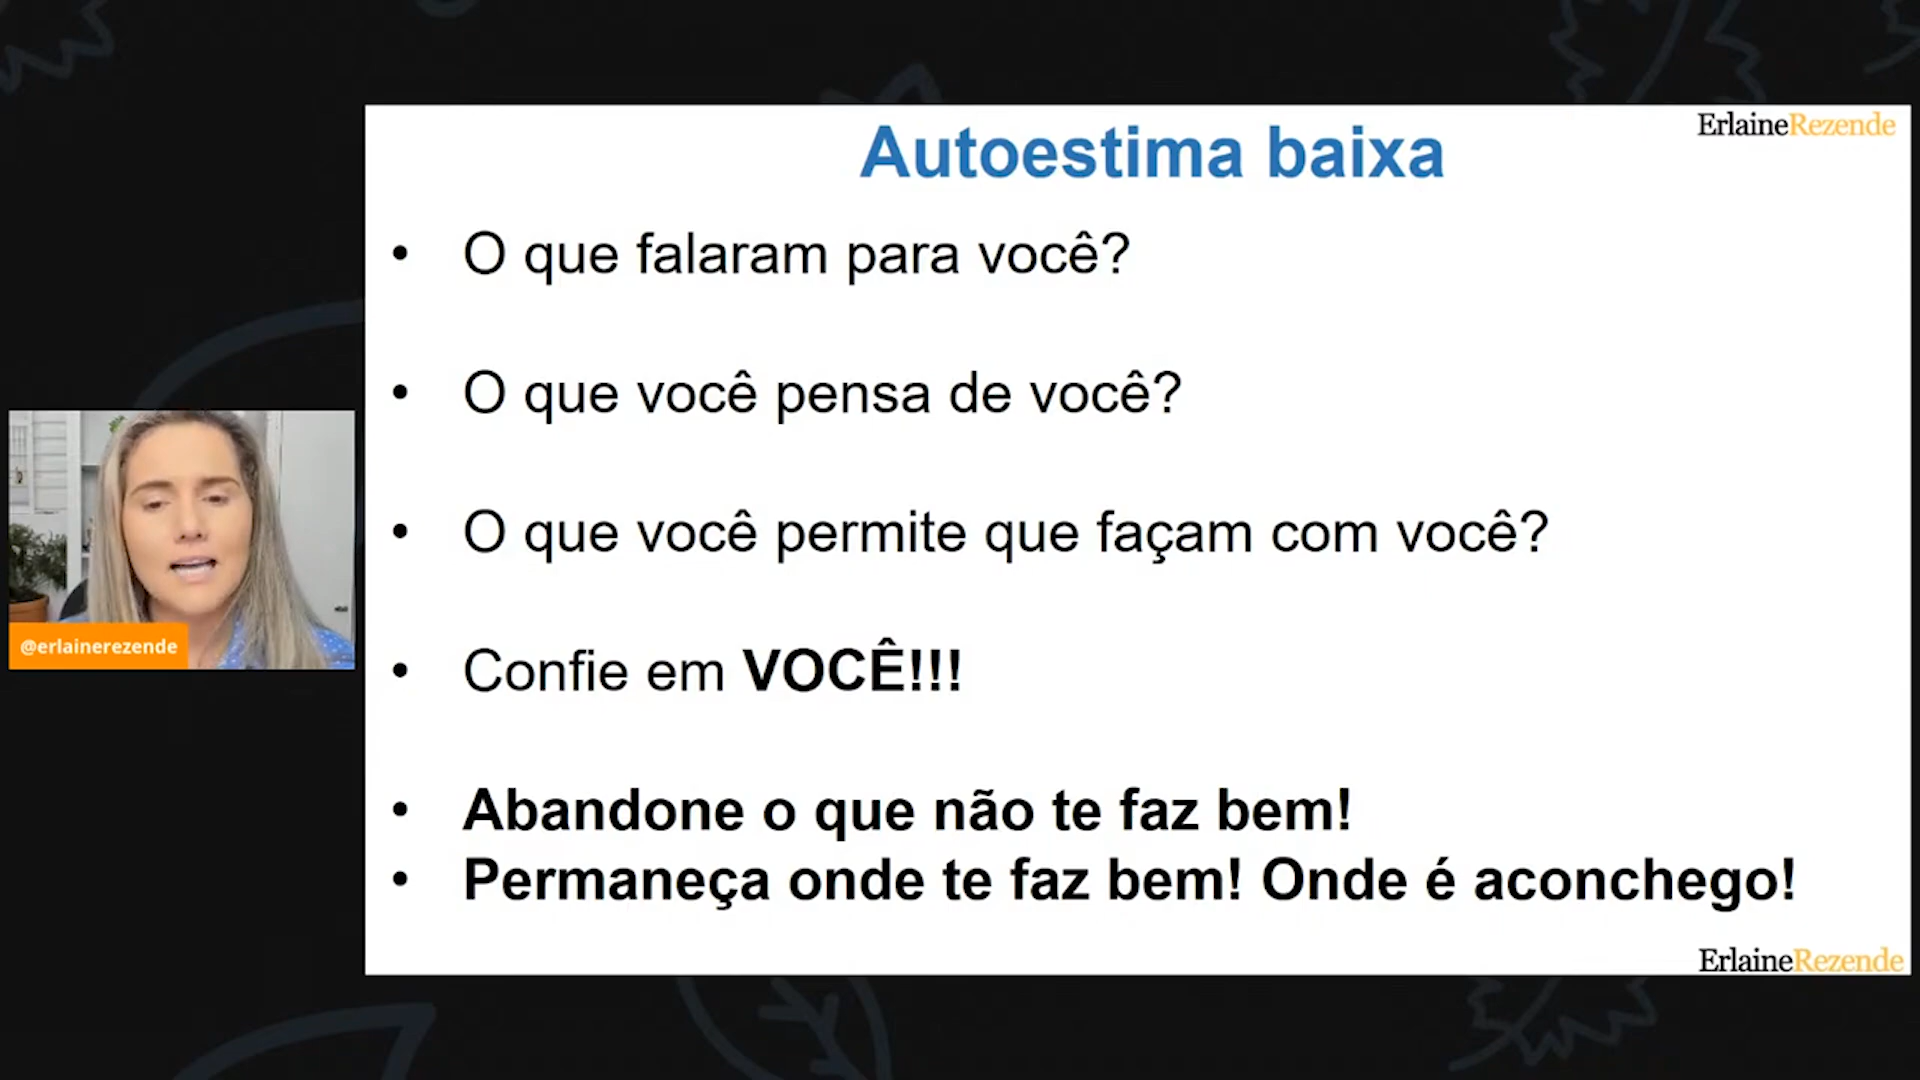 ErlaineRezende
Autoestima baixa
• O que falaram para você?
• O que você pensa de você?
• O que você permite que façam com você?
• Confie em VOCÊ!!!
• Abandone o que não te faz bem!
• Permaneça onde te faz bem! Onde é aconchego!
@erlainerezende
ErlaineRezende